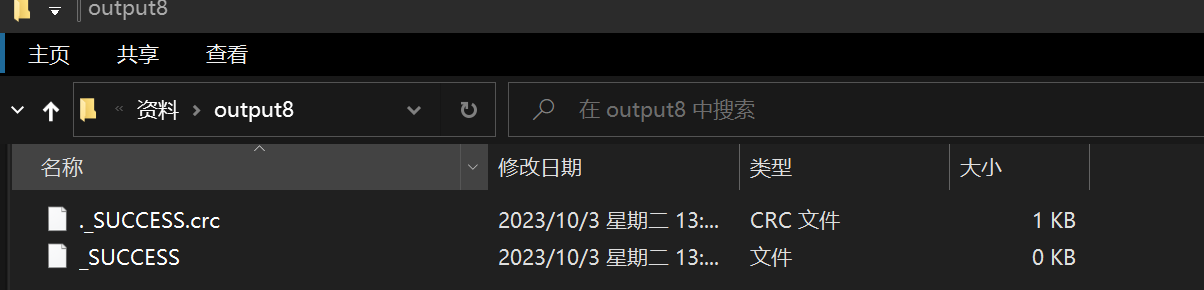 output8
主页 共享 查看
« 资料 > output8 在 output8 中搜索
名称 修改日期 类型 大小
._SUCCESS.crc 2023/10/3 星期二 13:... CRC 文件 1 KB
_SUCCESS 2023/10/3 星期二 13:... 文件 0 KB